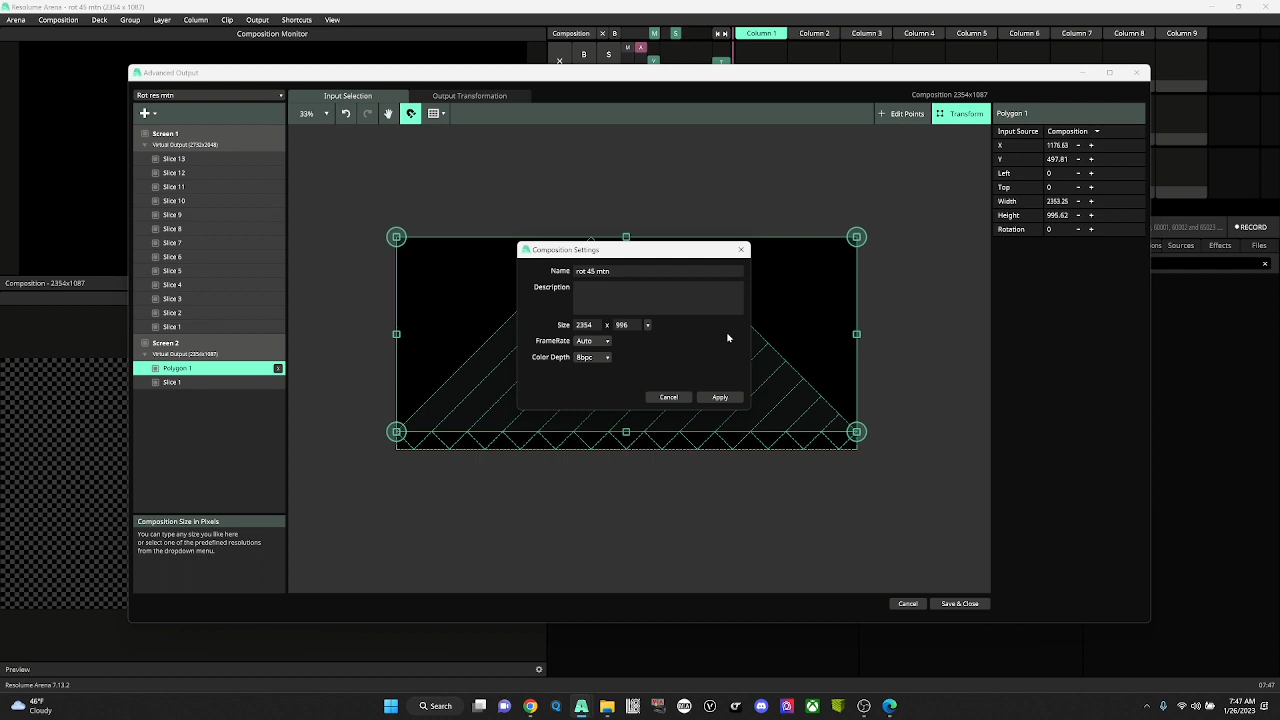 Resolume Arena - rot 45 mtn (2354 x 1087)
Arena Composition Deck Group Layer Column Clip Output Shortcuts View
Composition Monitor
Composition X B M S Column 1 Column 2 Column 3 Column 4 Column 5 Column 6 Column 7 Column 8 Column 9
X B S M A
V T
Advanced Output
Rot res mtn
Input Selection Output Transformation Composition 2354x1087
33% Edit Points Transform Polygon 1
Screen 1
Virtual Output (2732x2048)
Slice 13
Slice 12
Slice 11
Slice 10
Slice 9
Slice 8
Slice 7
Slice 6
Slice 5
Slice 4
Slice 3
Slice 2
Slice 1
Screen 2
Virtual Output (2354x1087)
Polygon 1 X
Slice 1
Input Source Composition
X 1176.63 - +
Y 497.81 - +
Left 0 - +
Top 0 - +
Width 2353.25 - +
Height 995.62 - +
Rotation 0 - +
60001, 60302 and 65023 ... RECORD
ons Sources Effects Files
Composition - 2354x1087
Composition Settings
Name rot 45 mtn
Description
Size 2354 x 996
FrameRate Auto
Color Depth 8bpc
Cancel Apply
Composition Size in Pixels
You can type any size you like here
or select one of the predefined resolutions
from the dropdown menu.
Cancel Save & Close
Preview
Resolume Arena 7.13.2 07:47
46°F
Cloudy
Search
7:47 AM
1/26/2023